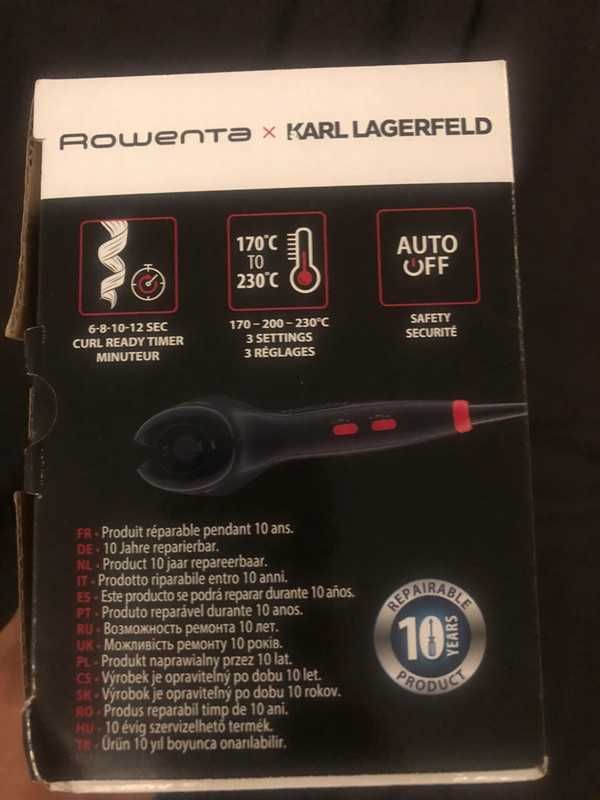 Rowenta × KARL LAGERFELD
170°C
TO
230°C
AUTO
OFF
6-8-10-12 SEC
CURL READY TIMER
MINUTEUR
170 – 200 – 230°C
3 SETTINGS
3 RÉGLAGES
SAFETY
SECURITÉ
FR - Produit réparable pendant 10 ans.
DE - 10 Jahre reparierbar.
NL - Product 10 jaar repareerbaar.
IT - Prodotto riparabile entro 10 anni.
ES - Este producto se podrá reparar durante 10 años.
PT - Produto reparável durante 10 anos.
RU - Возможность ремонта 10 лет.
UK - Можливість ремонту 10 років.
PL - Produkt naprawialny przez 10 lat.
CS - Výrobek je opravitelný po dobu 10 let.
SK - Výrobok je opraviteľný po dobu 10 rokov.
RO - Produs reparabil timp de 10 ani.
HU - 10 évig szervizelhető termék.
TR - Ürün 10 yıl boyunca onarılabilir.
REPAIRABLE
10 YEARS
PRODUCT